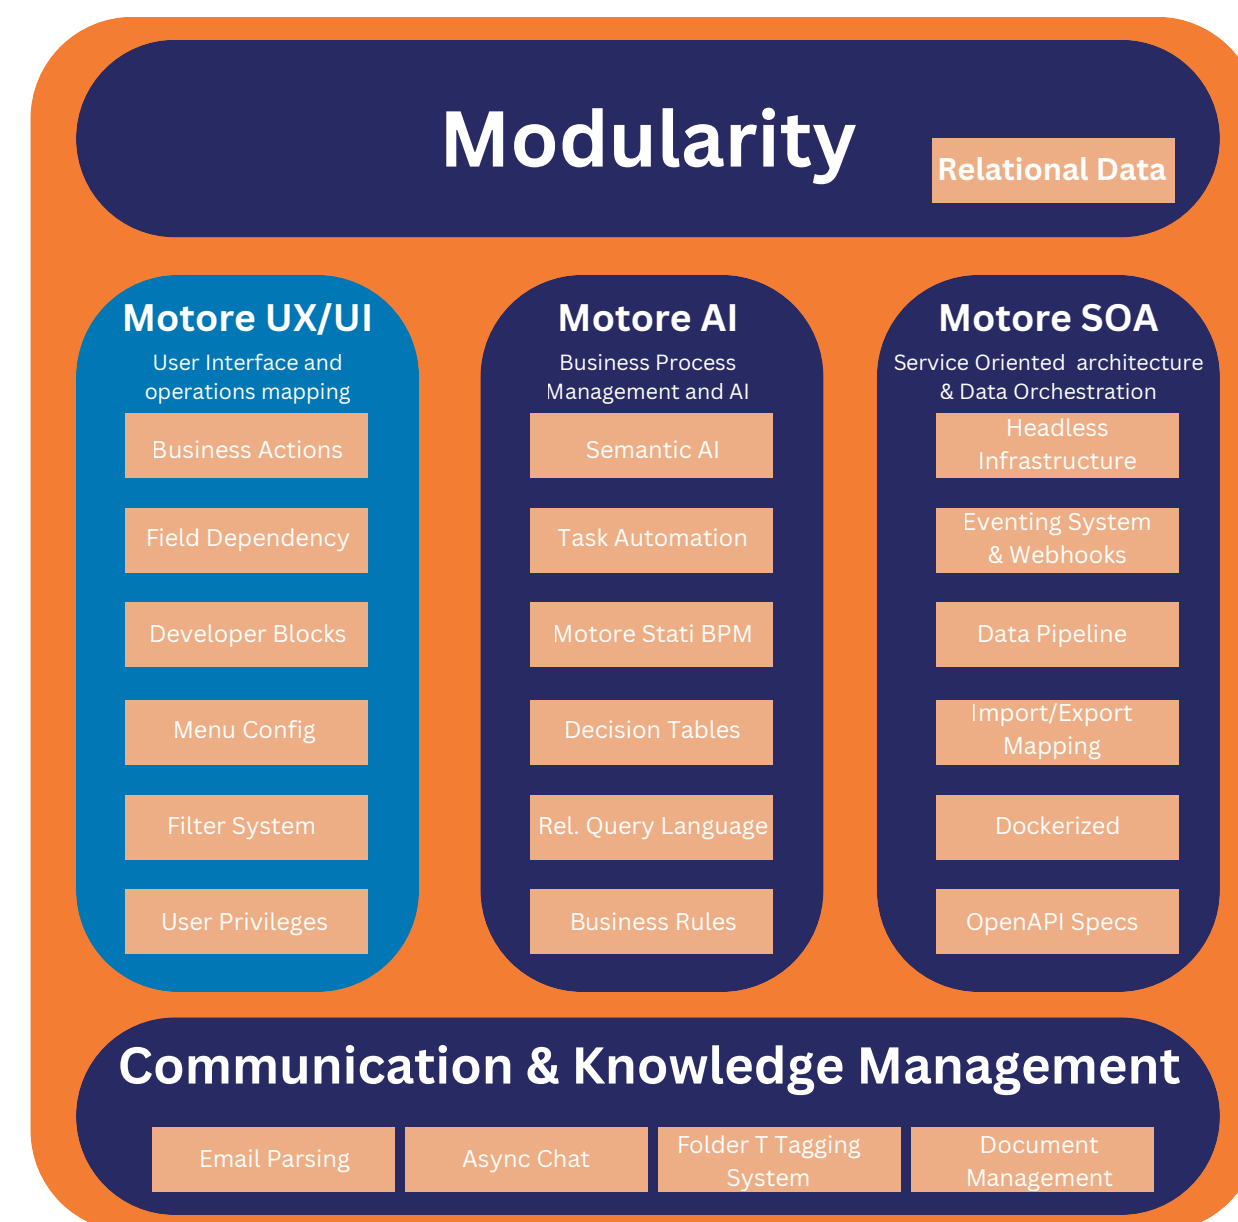 Modularity
Relational Data
Motore UX/UI
User Interface and
operations mapping
Business Actions
Field Dependency
Developer Blocks
Menu Config
Filter System
User Privileges
Motore AI
Business Process
Management and AI
Semantic AI
Task Automation
Motore Stati BPM
Decision Tables
Rel. Query Language
Business Rules
Motore SOA
Service Oriented architecture
& Data Orchestration
Headless
Infrastructure
Eventing System
& Webhooks
Data Pipeline
Import/Export
Mapping
Dockerized
OpenAPI Specs
Communication & Knowledge Management
Email Parsing
Async Chat
Folder T Tagging
System
Document
Management